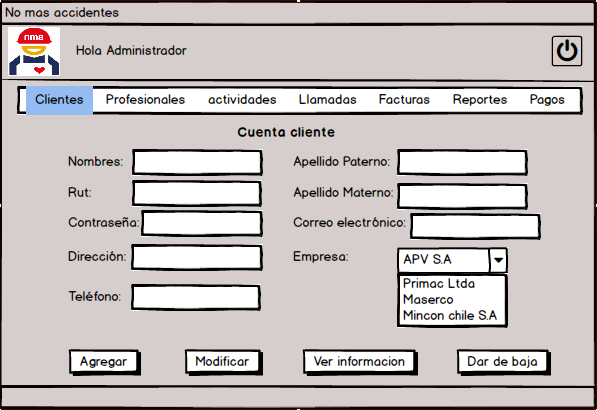 No mas accidentes
nma
Hola Administrador
Clientes Profesionales actividades Llamadas Facturas Reportes Pagos
Cuenta cliente
Nombres: Apellido Paterno:
Rut: Apellido Materno:
Contraseña: Correo electrónico:
Dirección: Empresa: APV S.A
Primac Ltda
Maserco
Teléfono: Mincon chile S.A
Agregar Modificar Ver informacion Dar de baja